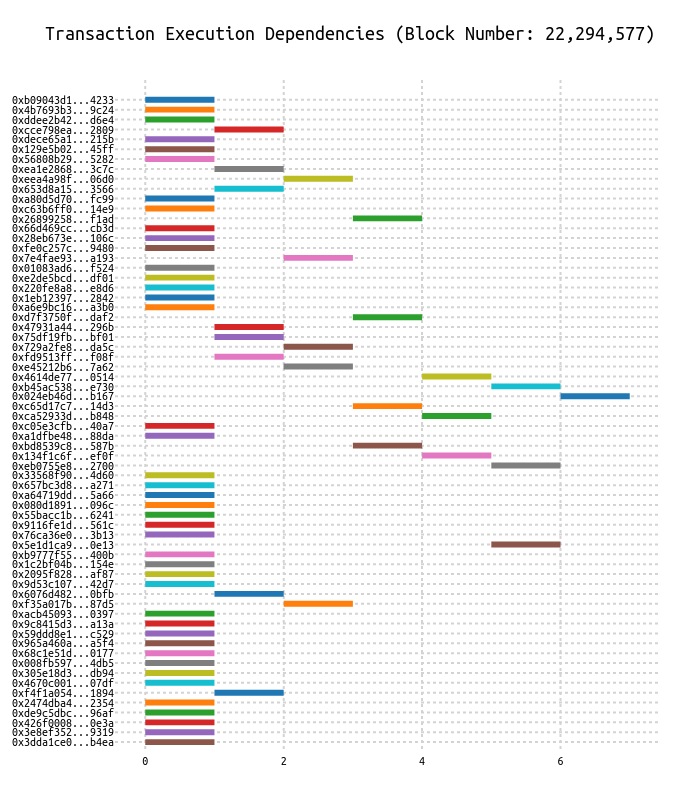 Transaction Execution Dependencies (Block Number: 22,294,577)
0xb09043d1...4233
0x4b7693b3...9c24
0xddee2b42...d6e4
0xcce798ea...2809
0xdece65a1...215b
0x129e5b02...45ff
0x56808b29...5282
0xea1e2868...3c7c
0xeea4a98f...06d0
0x653d8a15...3566
0xa80d5d70...fc99
0xc63b6ff0...14e9
0x26899258...f1ad
0x66d469cc...cb3d
0x28eb673e...106c
0xfe0c257c...9480
0x7e4fae93...a193
0x01083ad6...f524
0xe2de5bcd...df01
0x220fe8a8...e8d6
0x1eb12397...2842
0xa6e9bc16...a3b0
0xd7f3750f...daf2
0x47931a44...296b
0x75df19fb...bf01
0x729a2fe8...da5c
0xfd9513ff...f08f
0xe45212b6...7a62
0x4614de77...0514
0xb45ac538...e730
0x024eb46d...b167
0xc65d17c7...14d3
0xca52933d...b848
0xc05e3cfb...40a7
0xa1dfbe48...88da
0xbd8539c8...587b
0x134f1c6f...ef0f
0xeb0755e8...2700
0x33568f90...4d60
0x657bc3d8...a271
0xa64719dd...5a66
0x080d1891...096c
0x55bacc1b...6241
0x9116fe1d...561c
0x76ca36e0...3b13
0x5e1d1ca9...0e13
0xb9777f55...400b
0x1c2bf04b...154e
0x2095f828...af87
0x9d53c107...42d7
0x6076d482...0bfb
0xf35a017b...87d5
0xacb45093...0397
0x9c8415d3...a13a
0x59ddd8e1...c529
0x965a460a...a5f4
0x68c1e51d...0177
0x008fb597...4db5
0x305e18d3...db94
0x4670c001...07df
0xf4f1a054...1894
0x2474dba4...2354
0xde9c5dbc...96af
0x426f0008...0e3a
0x3e8ef352...9319
0x3dda1ce0...b4ea
0 2 4 6